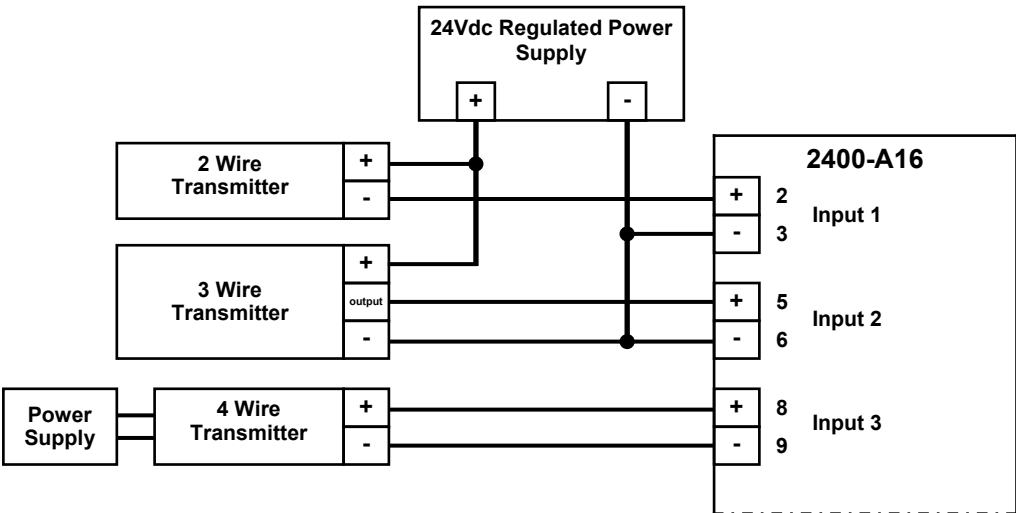 24Vdc Regulated Power
Supply
+ -
2 Wire
Transmitter
+
-
2400-A16
+ 2
- 3
Input 1
3 Wire
Transmitter
+
output
-
+ 5
- 6
Input 2
Power
Supply
4 Wire
Transmitter
+
-
+ 8
- 9
Input 3